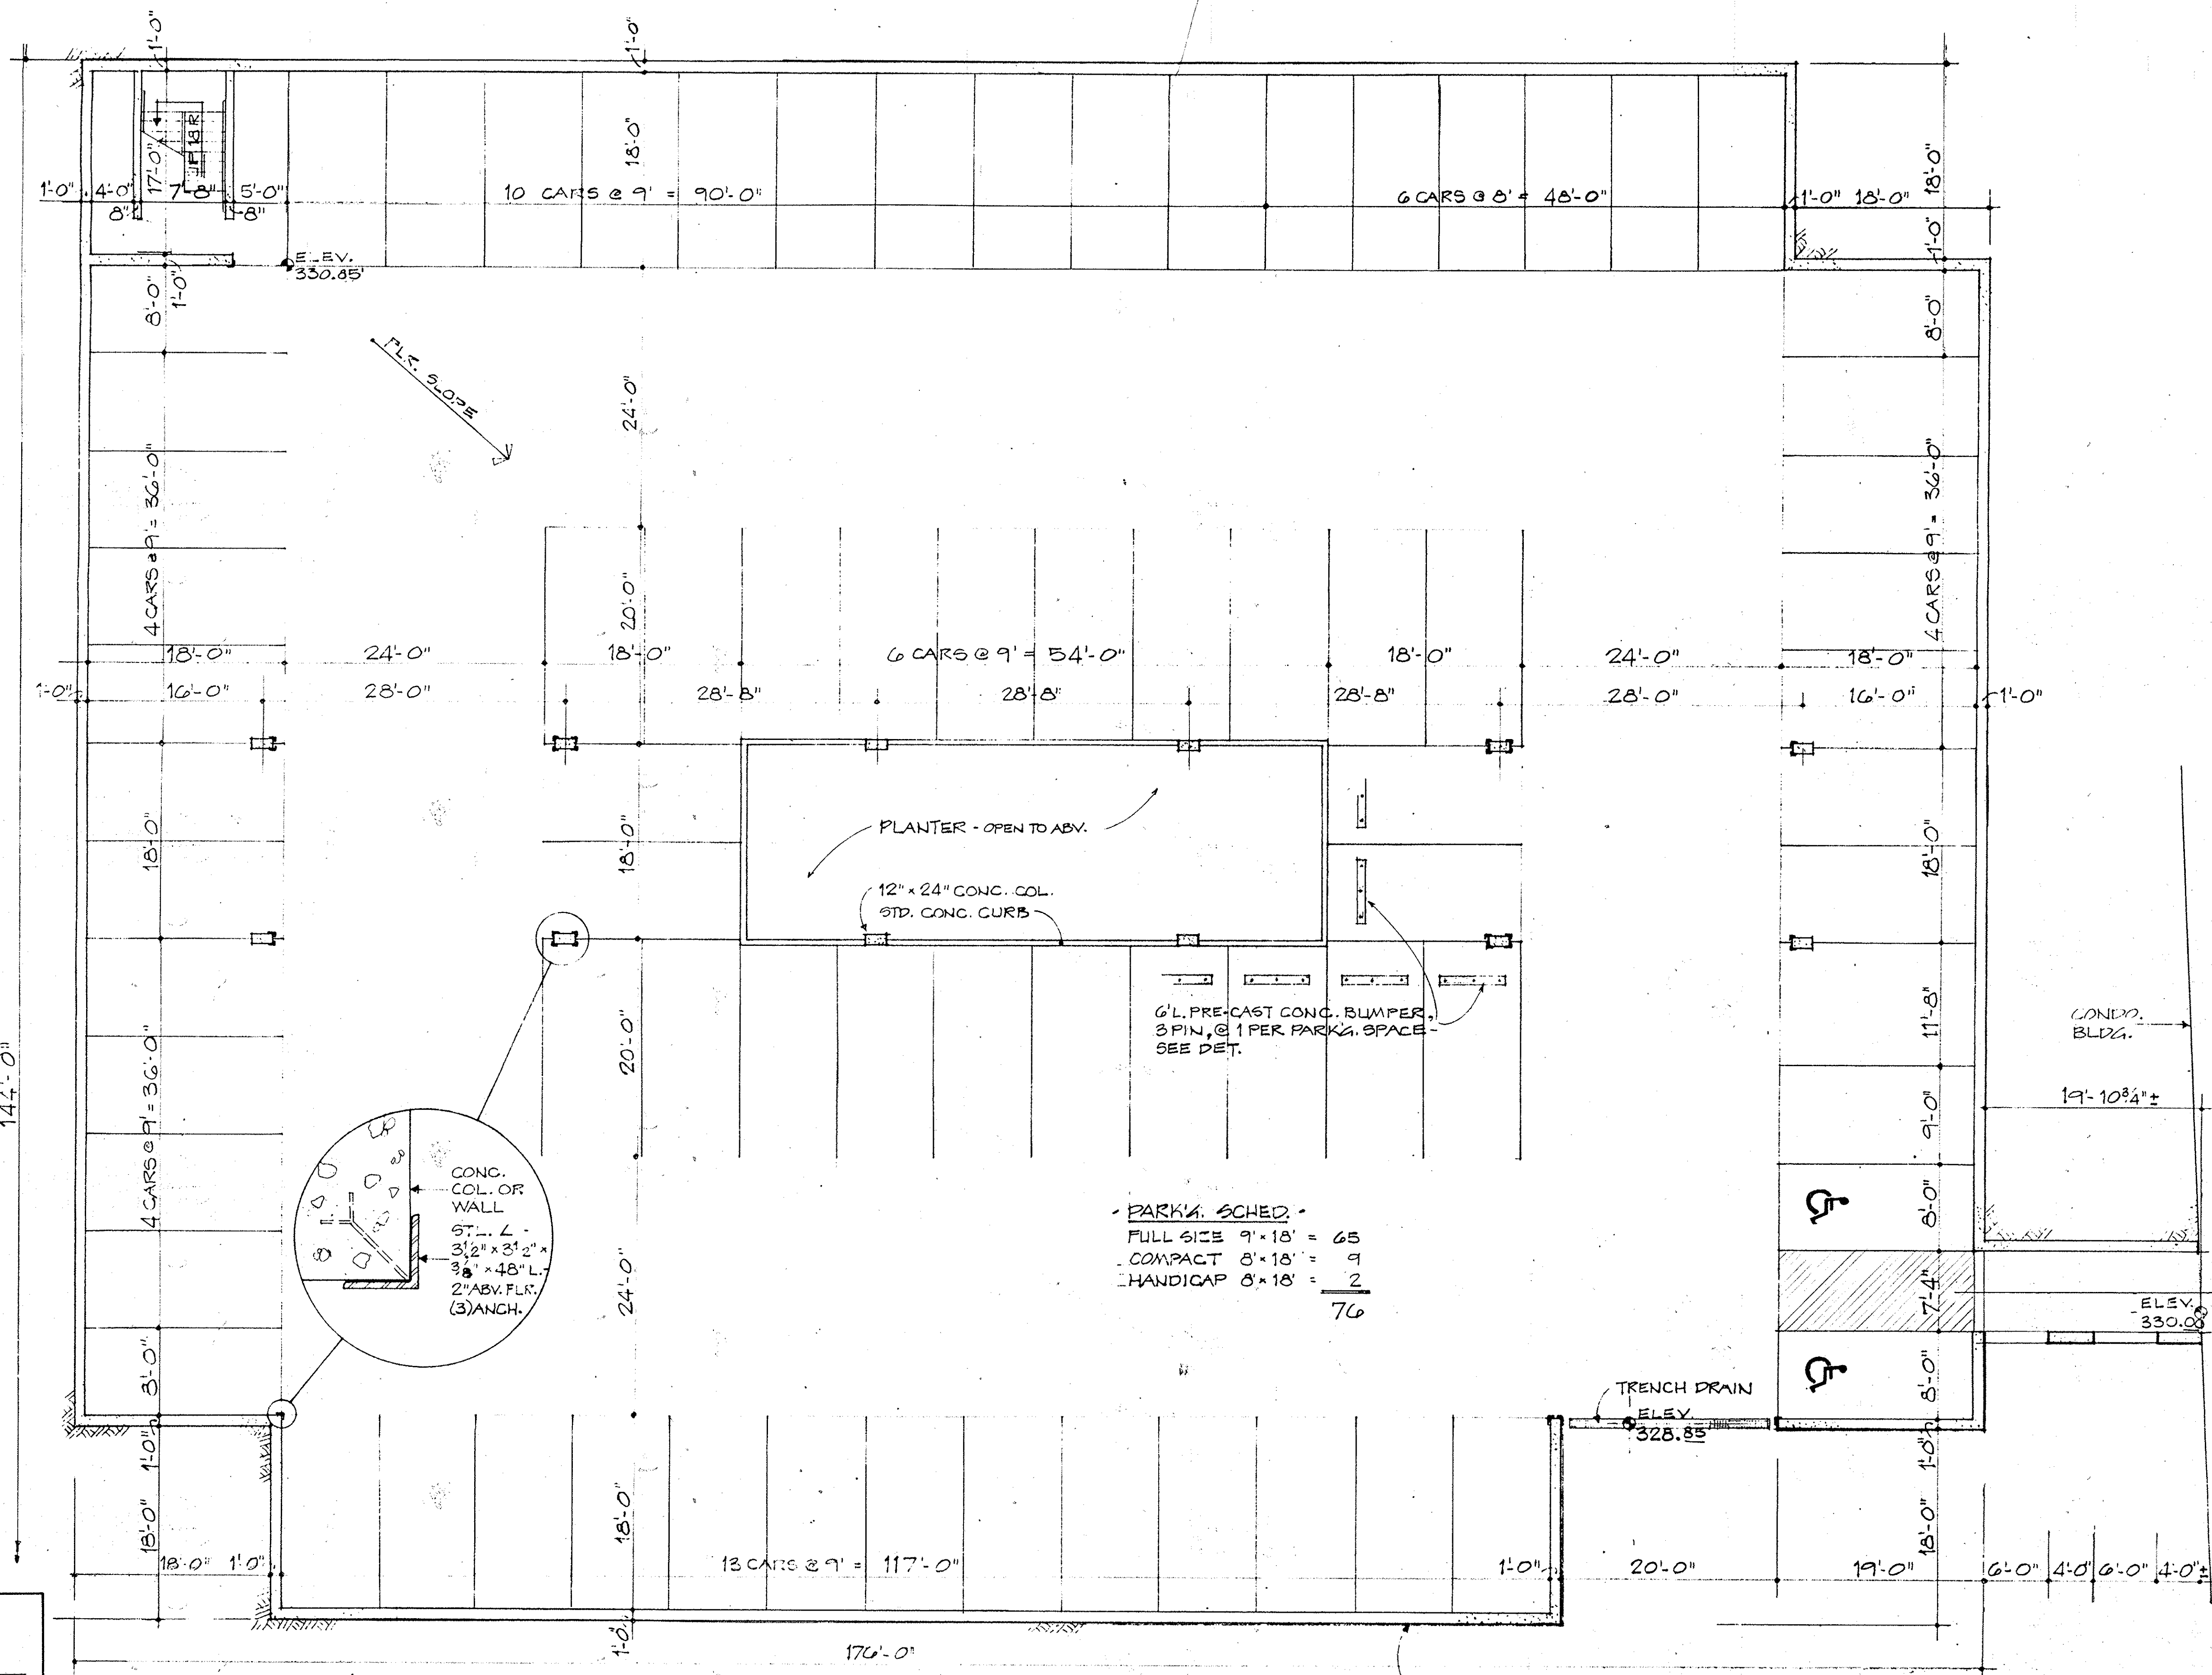 1'-0"
1'-0"
UP 18 R
17'-0"
18'-0"
18'-0"
1'-0"
4'-0"
8"
7'-8"
8"
5'-0"
10 CARS @ 9' = 90'-0"
6 CARS @ 8' = 48'-0"
1'-0"
18'-0"
1'-0"
ELEV.
330.85'
8'-0"
1'-0"
8'-0"
FLR. SLOPE
24'-0"
4 CARS @ 9' = 36'-0"
4 CARS @ 9' = 36'-0"
20'-0"
18'-0"
24'-0"
18'-0"
6 CARS @ 9' = 54'-0"
18'-0"
24'-0"
18'-0"
1'-0"
16'-0"
28'-0"
28'-8"
28'-8"
28'-8"
28'-0"
16'-0"
1'-0"
PLANTER - OPEN TO ABV.
18'-0"
18'-0"
18'-0"
12" x 24" CONC. COL.
STD. CONC. CURB
6' L. PRE-CAST CONC. BUMPER,
3 PIN, @ 1 PER PARK'G. SPACE -
SEE DET.
20'-0"
11'-8"
CONDO.
BLDG.
144'-0"
4 CARS @ 9' = 36'-0"
19'-10 3/4" ±
9'-0"
CONC.
COL. OR
WALL
STL. L -
3 1/2" x 3 1/2" x
3/8" x 48" L. -
2" ABV. FLR.
(3) ANCH.
24'-0"
- PARK'G. SCHED. -
FULL SIZE 9' x 18' = 65
COMPACT 8' x 18' = 9
HANDICAP 8' x 18' = 2
76
8'-0"
7'-4"
ELEV.
330.08
8'-0"
8'-0"
TRENCH DRAIN
ELEV.
328.85
1'-0"
1'-0"
18'-0"
18'-0"
18'-0"
18'-0"
1'-0"
13 CARS @ 9' = 117'-0"
1'-0"
20'-0"
19'-0"
6'-0"
4'-0"
6'-0"
4'-0" ±
1'-0"
176'-0"